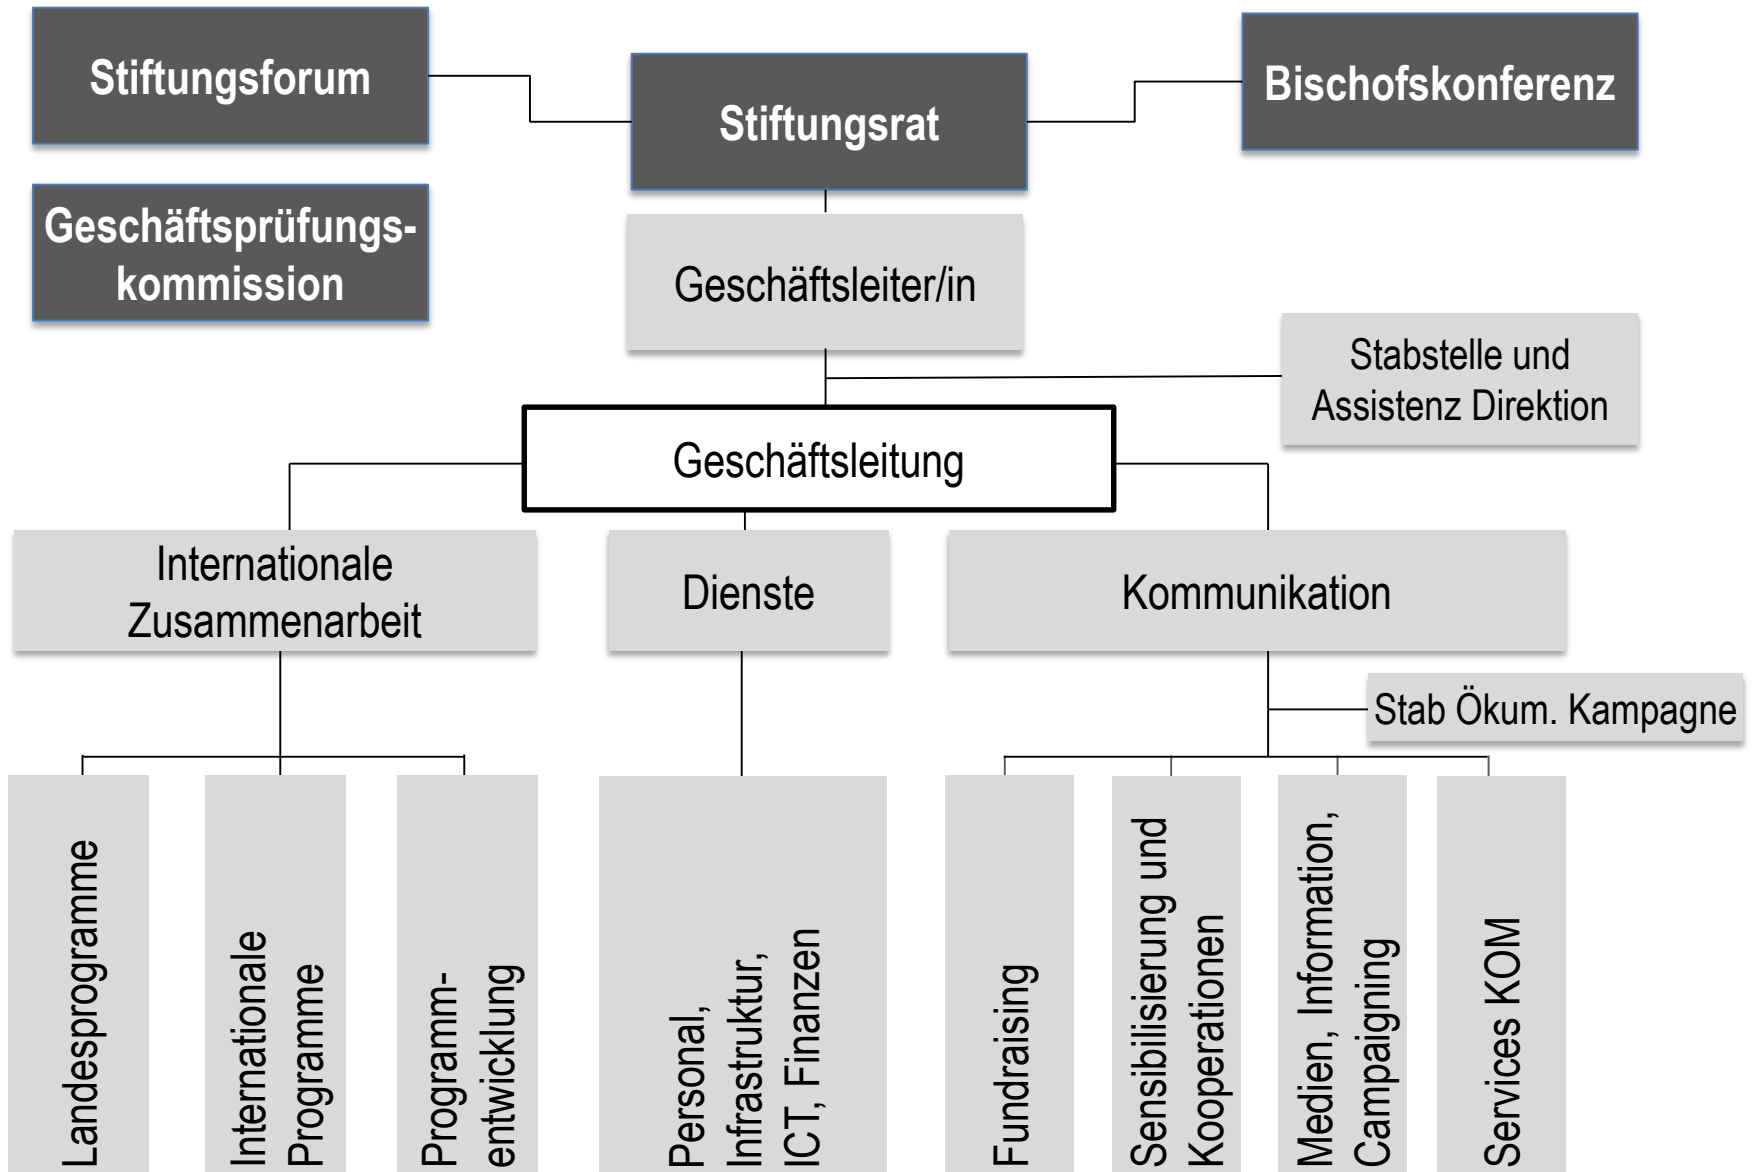 Stiftungsforum
Stiftungsrat
Bischofskonferenz
Geschäftsprüfungs-
kommission
Geschäftsleiter/in
Stabstelle und
Assistenz Direktion
Geschäftsleitung
Internationale
Zusammenarbeit
Dienste
Kommunikation
Stab Ökum. Kampagne
Landesprogramme
Internationale
Programme
Programm-
entwicklung
Personal,
Infrastruktur,
ICT, Finanzen
Fundraising
Sensibilisierung und
Kooperationen
Medien, Information,
Campaigning
Services KOM